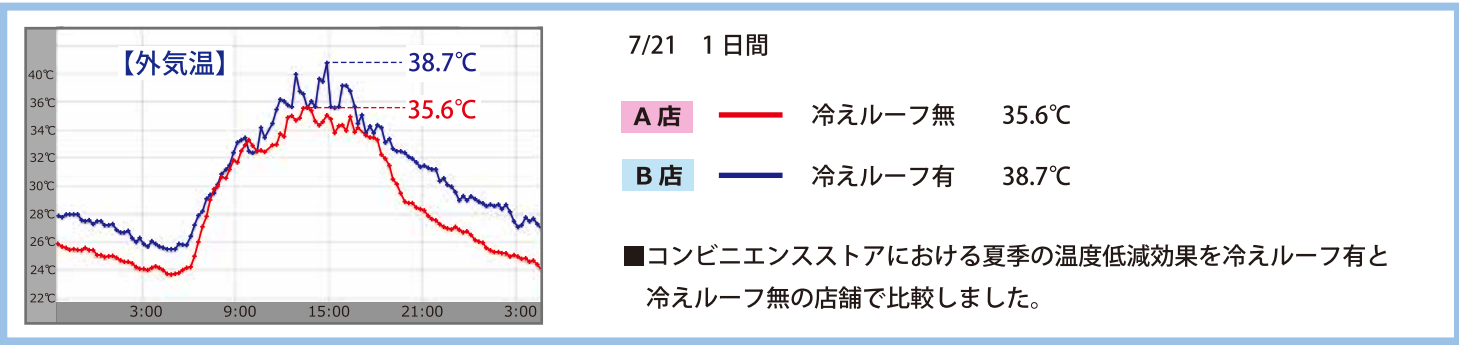 【外気温】
38.7℃
35.6℃
40℃
36℃
34℃
32℃
30℃
28℃
26℃
24℃
22℃
3:00 9:00 15:00 21:00 3:00
7/21 1日間
A店 冷えルーフ無 35.6℃
B店 冷えルーフ有 38.7℃
■コンビニエンスストアにおける夏季の温度低減効果を冷えルーフ有と
冷えルーフ無の店舗で比較しました。